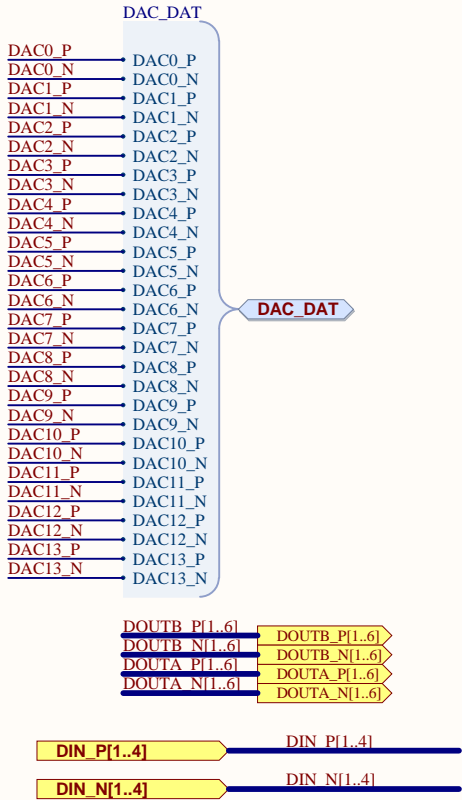 DAC_DAT
DAC0_P DAC0_P
DAC0_N DAC0_N
DAC1_P DAC1_P
DAC1_N DAC1_N
DAC2_P DAC2_P
DAC2_N DAC2_N
DAC3_P DAC3_P
DAC3_N DAC3_N
DAC4_P DAC4_P
DAC4_N DAC4_N
DAC5_P DAC5_P
DAC5_N DAC5_N
DAC6_P DAC6_P
DAC6_N DAC6_N
DAC_DAT
DAC7_P DAC7_P
DAC7_N DAC7_N
DAC8_P DAC8_P
DAC8_N DAC8_N
DAC9_P DAC9_P
DAC9_N DAC9_N
DAC10_P DAC10_P
DAC10_N DAC10_N
DAC11_P DAC11_P
DAC11_N DAC11_N
DAC12_P DAC12_P
DAC12_N DAC12_N
DAC13_P DAC13_P
DAC13_N DAC13_N
DOUTB_P[1..6] DOUTB_P[1..6]
DOUTB_N[1..6] DOUTB_N[1..6]
DOUTA_P[1..6] DOUTA_P[1..6]
DOUTA_N[1..6] DOUTA_N[1..6]
DIN_P[1..4] DIN_P[1..4]
DIN_N[1..4] DIN_N[1..4]